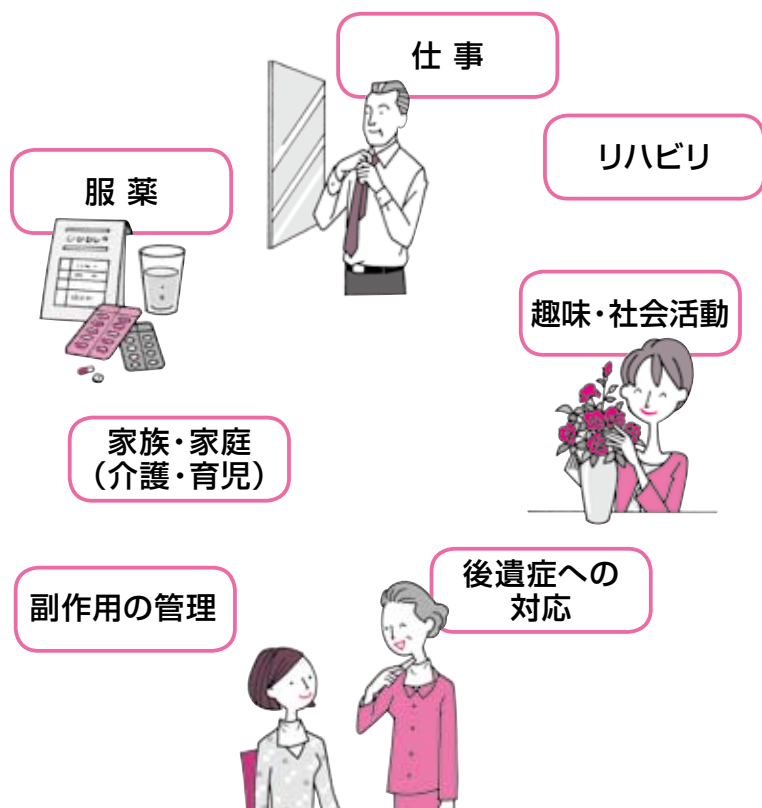 仕 事
リハビリ
服 薬
趣味・社会活動
家族・家庭
（介護・育児）
後遺症への
対応
副作用の管理